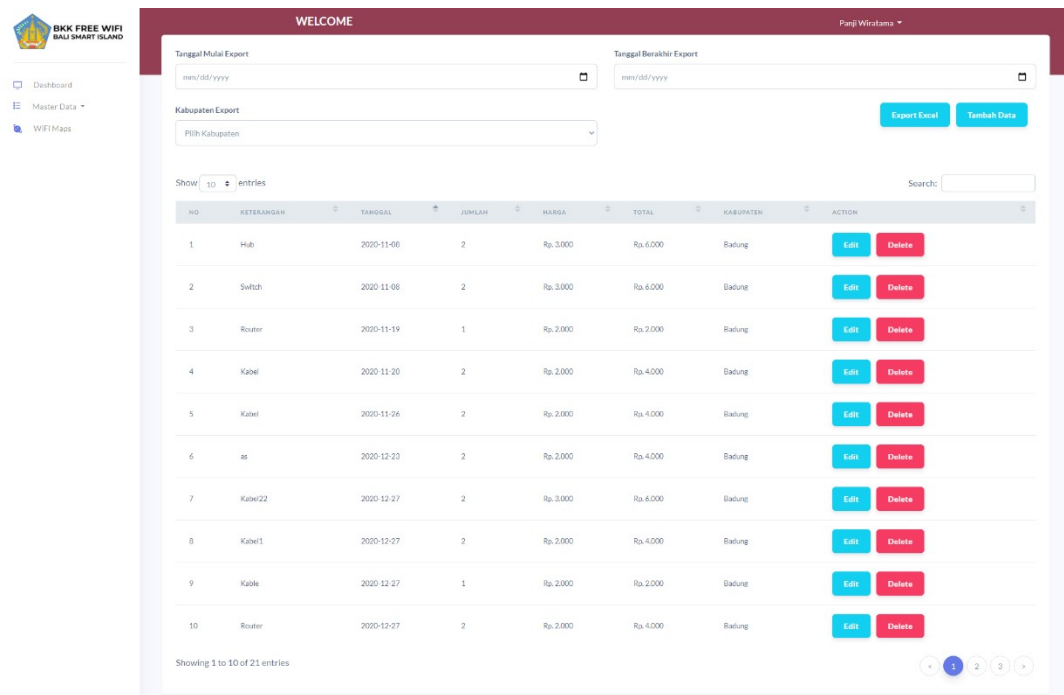 BKK FREE WIFI
BALI SMART ISLAND
WELCOME
Panji Wiratama
Dashboard
Master Data
WiFi Maps
Tanggal Mulai Export
Tanggal Berakhir Export
mm/dd/yyyy
mm/dd/yyyy
Kabupaten Export
Pilih Kabupaten
Export Excel
Tambah Data
Show 10 entries
Search:
NO KETERANGAN TANGGAL JUMLAH HARGA TOTAL KABUPATEN ACTION
1 Hub 2020-11-08 2 Rp. 3.000 Rp. 6.000 Badung Edit Delete
2 Switch 2020-11-08 2 Rp. 3.000 Rp. 6.000 Badung Edit Delete
3 Router 2020-11-19 1 Rp. 2.000 Rp. 2.000 Badung Edit Delete
4 Kabel 2020-11-20 2 Rp. 2.000 Rp. 4.000 Badung Edit Delete
5 Kabel 2020-11-26 2 Rp. 2.000 Rp. 4.000 Badung Edit Delete
6 as 2020-12-23 2 Rp. 2.000 Rp. 4.000 Badung Edit Delete
7 Kabel22 2020-12-27 2 Rp. 3.000 Rp. 6.000 Badung Edit Delete
8 Kabel1 2020-12-27 2 Rp. 2.000 Rp. 4.000 Badung Edit Delete
9 Kable 2020-12-27 1 Rp. 2.000 Rp. 2.000 Badung Edit Delete
10 Router 2020-12-27 2 Rp. 2.000 Rp. 4.000 Badung Edit Delete
Showing 1 to 10 of 21 entries
1 2 3